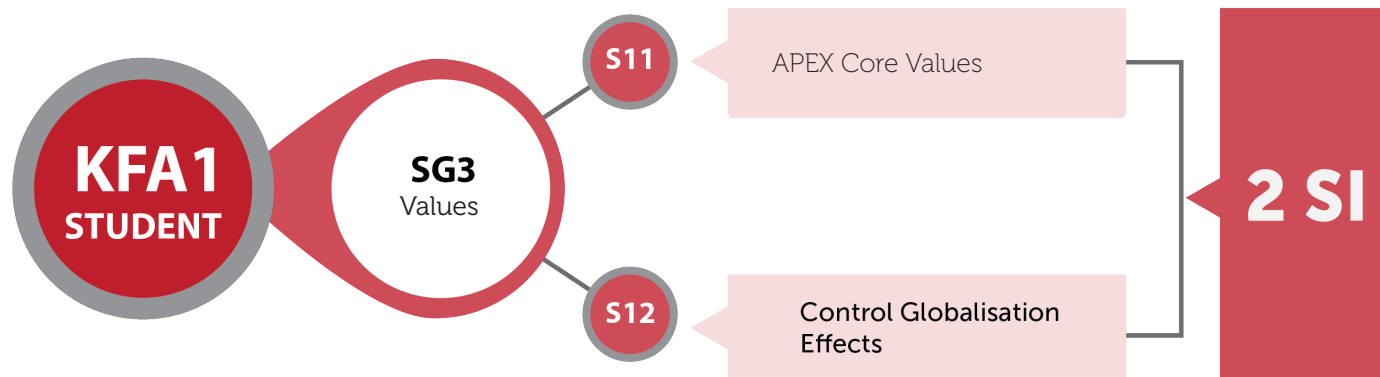 KFA1
STUDENT
SG3
Values
S11
APEX Core Values
S12
Control Globalisation
Effects
2 SI